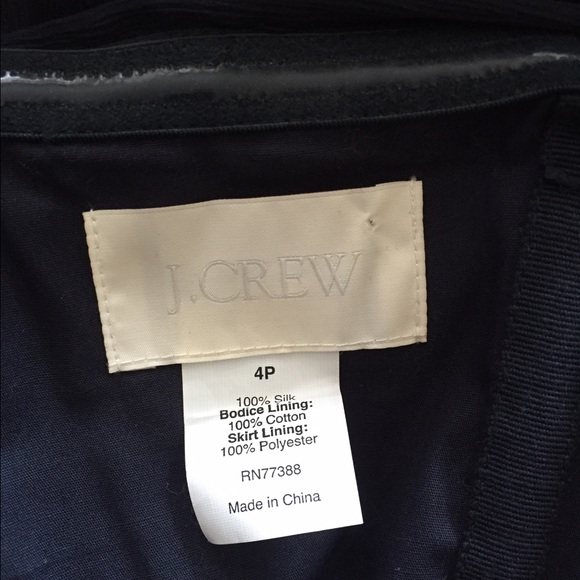 J.CREW
4P
100% Silk
Bodice Lining:
100% Cotton
Skirt Lining:
100% Polyester
RN77388
Made in China